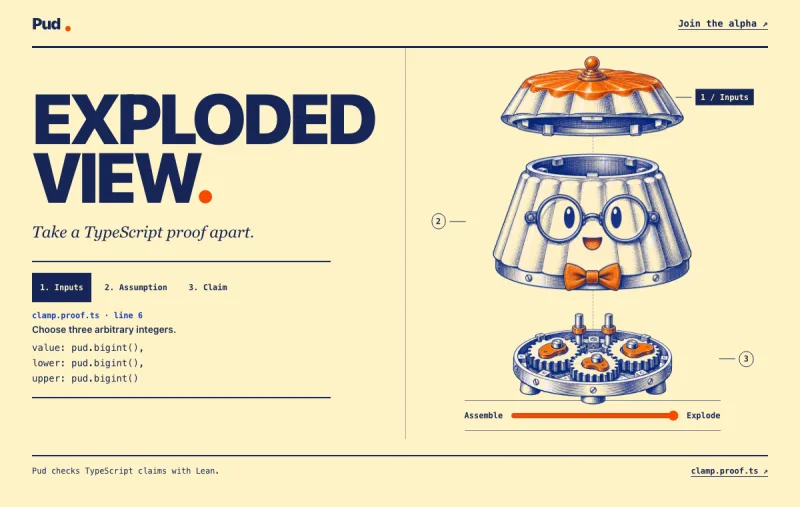 Pud.
Join the alpha ↗
EXPLODED
VIEW.
Take a TypeScript proof apart.
1. Inputs
2. Assumption
3. Claim
clamp.proof.ts · line 6
Choose three arbitrary integers.
value: pud.bigint(),
lower: pud.bigint(),
upper: pud.bigint()
1 / Inputs
2
3
Assemble
Explode
Pud checks TypeScript claims with Lean.
clamp.proof.ts ↗